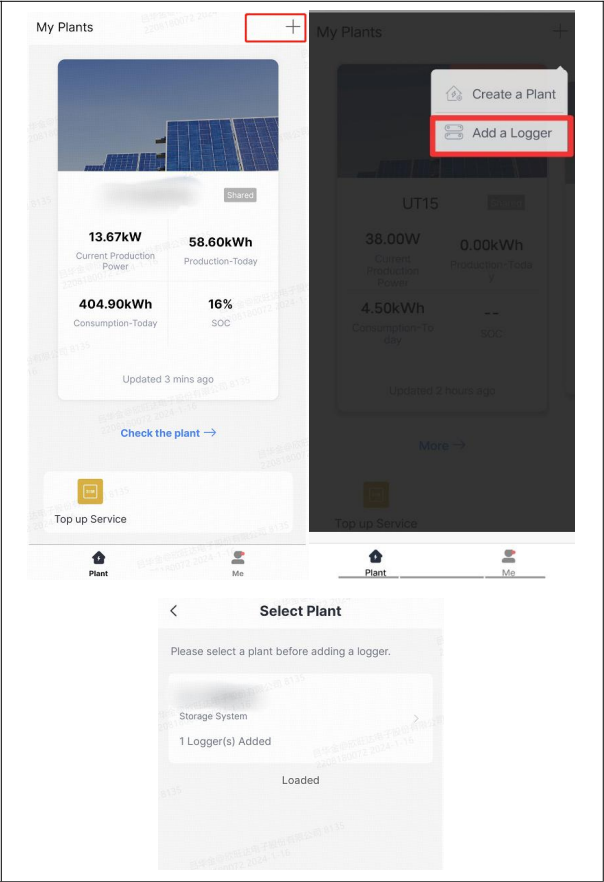 My Plants
+
Shared
13.67kW
58.60kWh
Current Production
Power
Production-Today
404.90kWh
16%
Consumption-Today
SOC
Updated 3 mins ago
Check the plant →
Top up Service
Plant
Me
My Plants
+
Create a Plant
Add a Logger
UT15
Shared
38.00W
0.00kWh
Current
Production
Power
Production-Toda
y
4.50kWh
--
Consumption-To
day
SOC
Updated 2 hours ago
More →
Top up Service
Plant
Me
Select Plant
Please select a plant before adding a logger.
Storage System
1 Logger(s) Added
Loaded